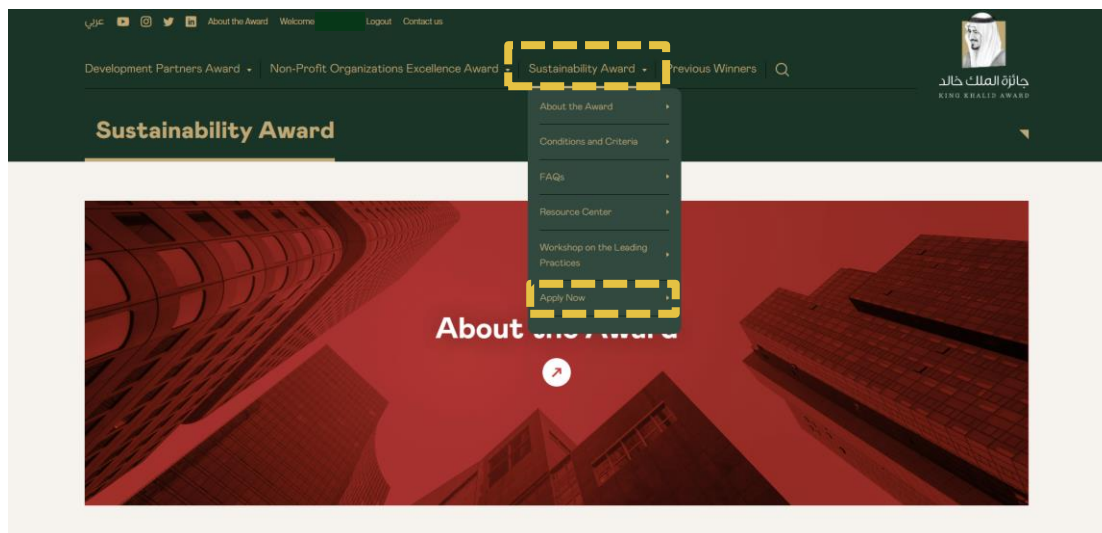 عربي About the Award Welcome Logout Contact us
Development Partners Award Non-Profit Organizations Excellence Award Sustainability Award Previous Winners
جائزة الملك خالد
KING KHALID AWARD
Sustainability Award
About the Award
Conditions and Criteria
FAQs
Resource Center
Workshop on the Leading
Practices
Apply Now
About the Award